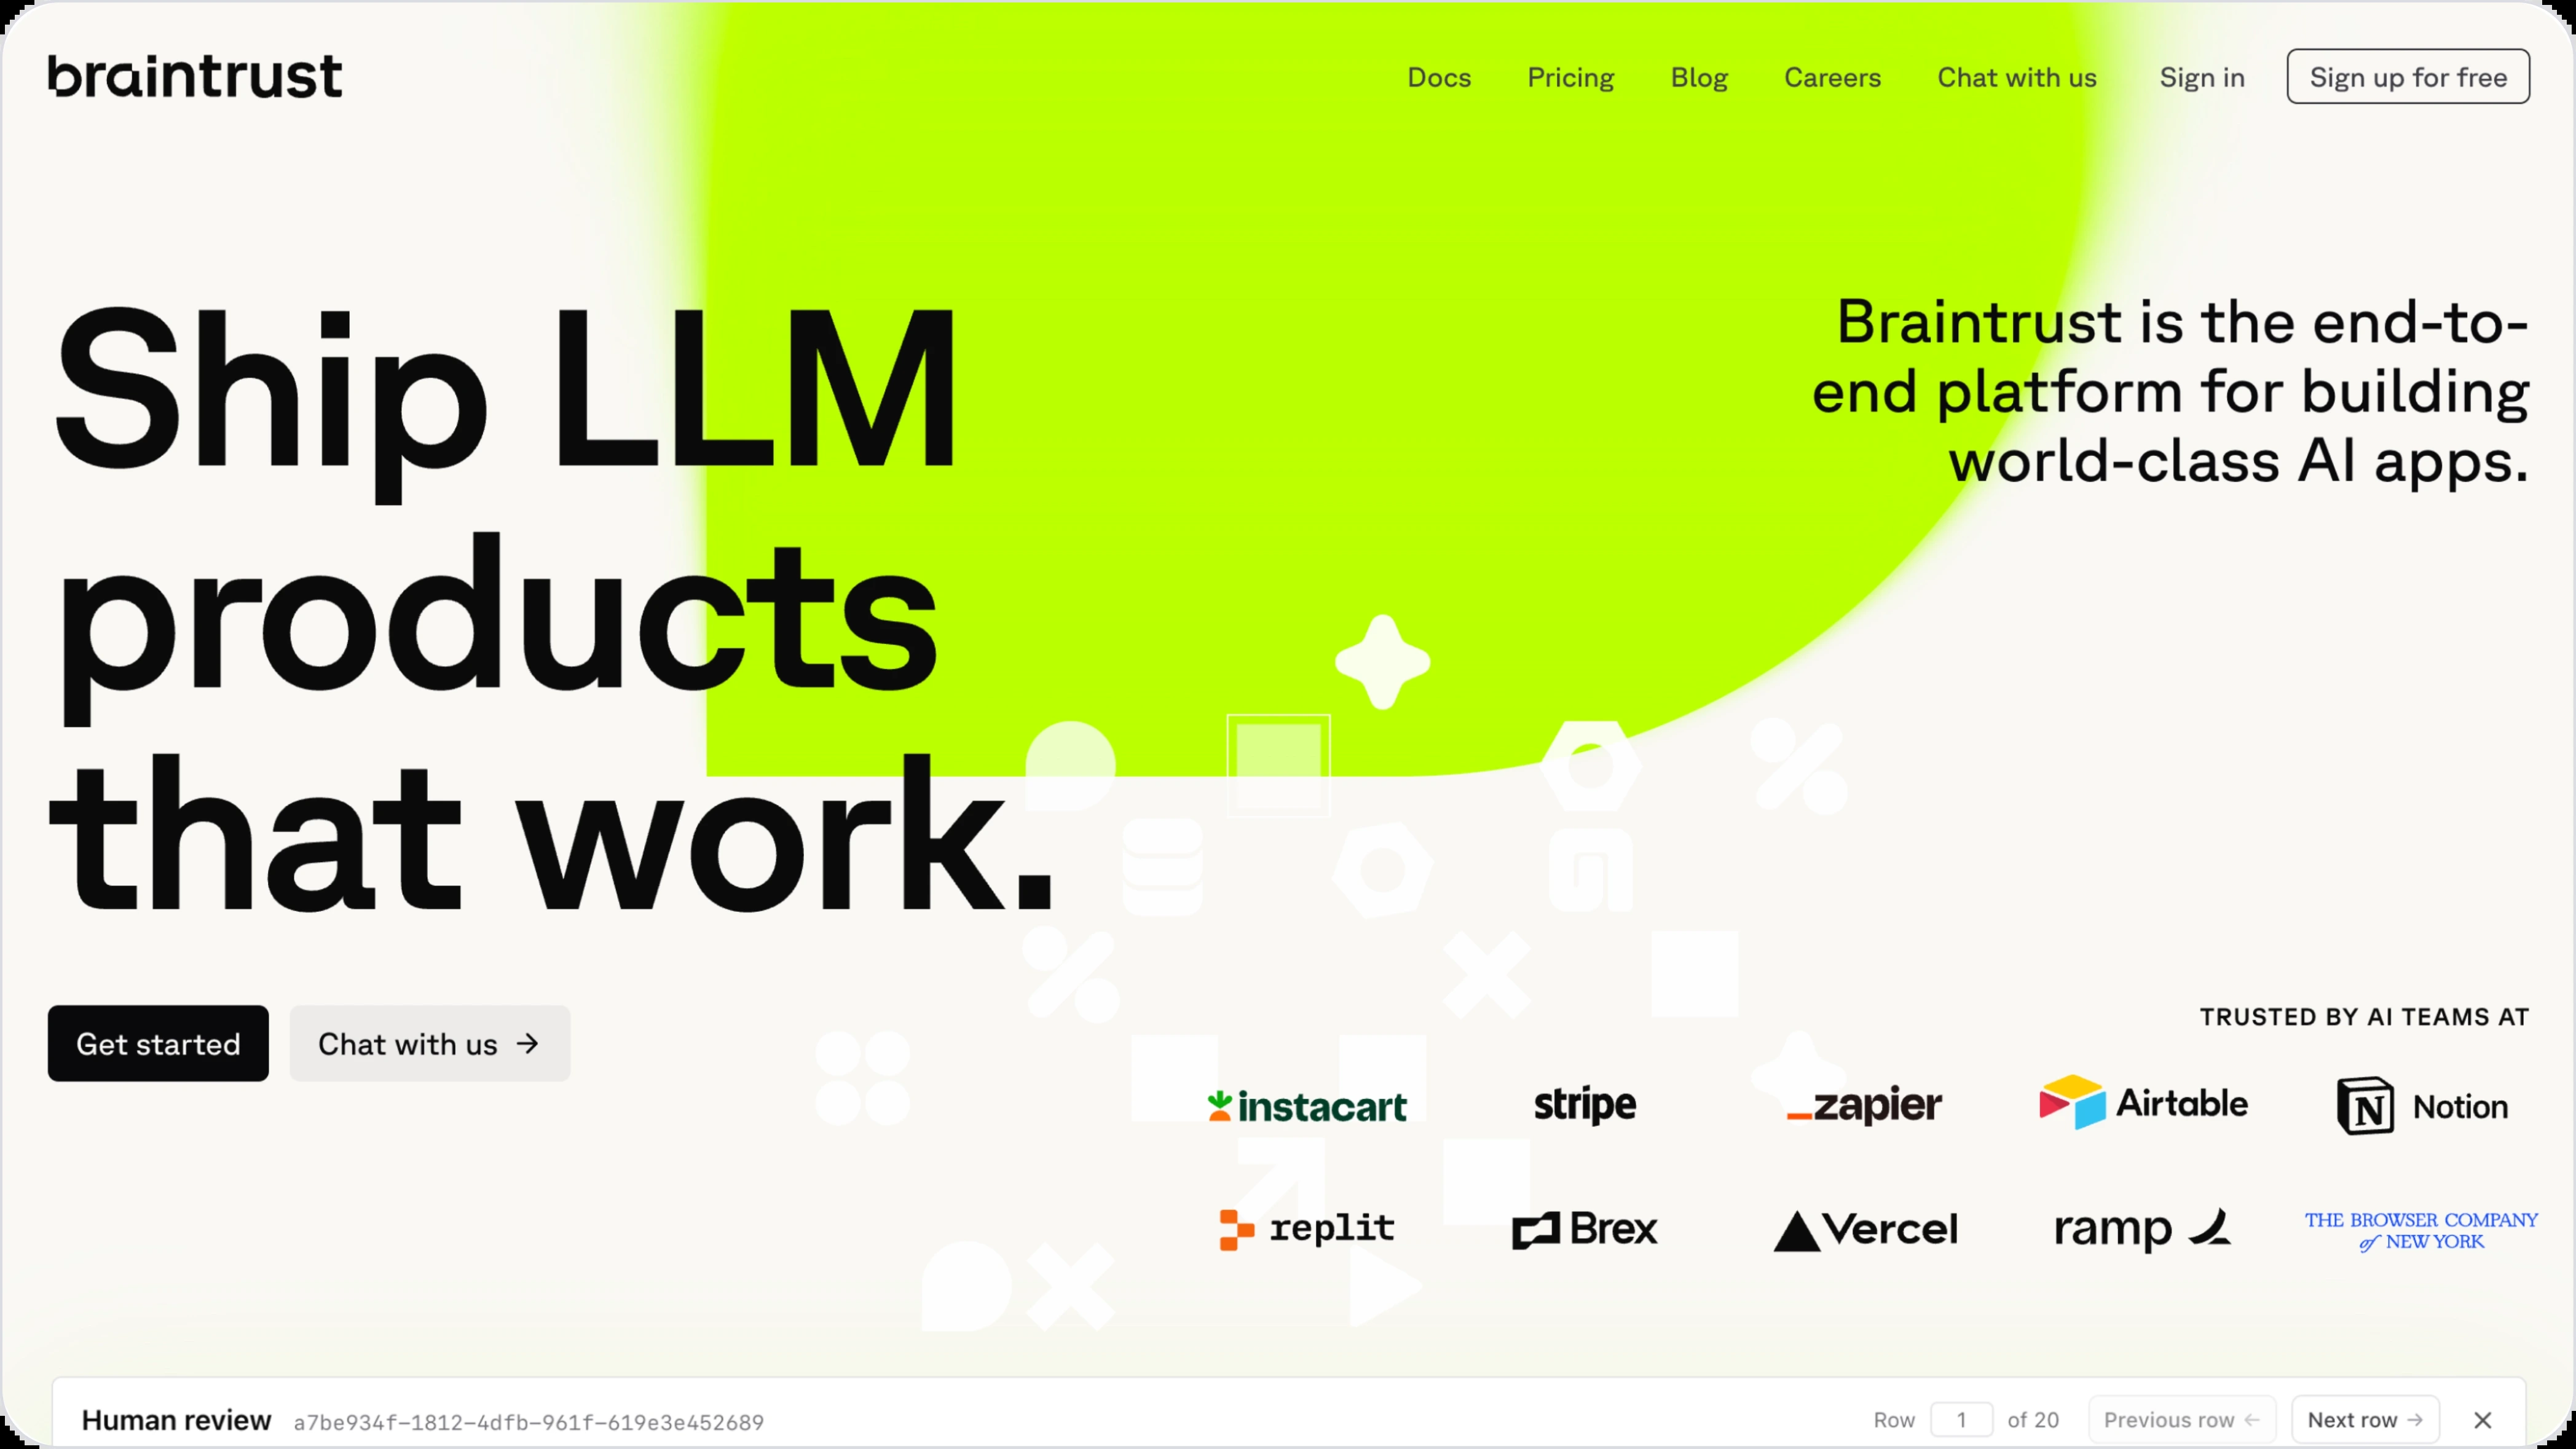 braintrust
Docs Pricing Blog Careers Chat with us Sign in Sign up for free
Ship LLM
products
that work.
Braintrust is the end-to-
end platform for building
world-class AI apps.
Get started Chat with us →
TRUSTED BY AI TEAMS AT
instacart stripe zapier Airtable Notion
replit Brex Vercel ramp THE BROWSER COMPANY
of NEW YORK
Human review a7be934f-1812-4dfb-961f-619e3e452689 Row 1 of 20 Previous row ← Next row → ×